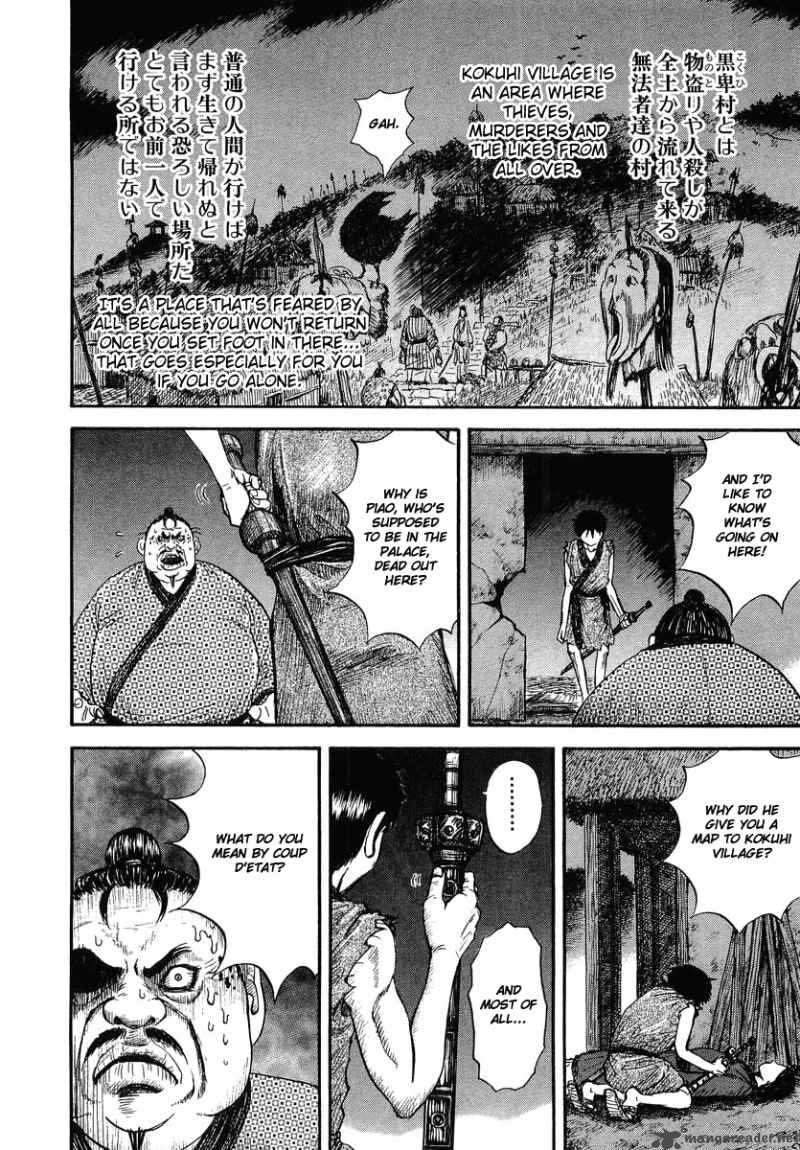 黒卑村とは
こくひ
物盗りや人殺しが
ものと
全土から流れて来る
無法者達の村
KOKUHI VILLAGE IS
AN AREA WHERE
THIEVES,
MURDERERS AND
THE LIKES FROM
ALL OVER.
GAH.
普通の人間が行けば
まず生きて帰れぬと
言われる恐ろしい場所だ
とてもお前一人で
行ける所ではない
IT'S A PLACE THAT'S FEARED BY
ALL BECAUSE YOU WON'T RETURN
ONCE YOU SET FOOT IN THERE...
THAT GOES ESPECIALLY FOR YOU
IF YOU GO ALONE.
AND I'D
LIKE TO
KNOW
WHAT'S
GOING ON
HERE!
WHY IS
PIAO, WHO'S
SUPPOSED
TO BE IN THE
PALACE,
DEAD OUT
HERE?
WHY DID HE
GIVE YOU A
MAP TO KOKUHI
VILLAGE?
........
AND
MOST OF
ALL...
WHAT DO YOU
MEAN BY COUP
D'ETAT?
mangareader.net